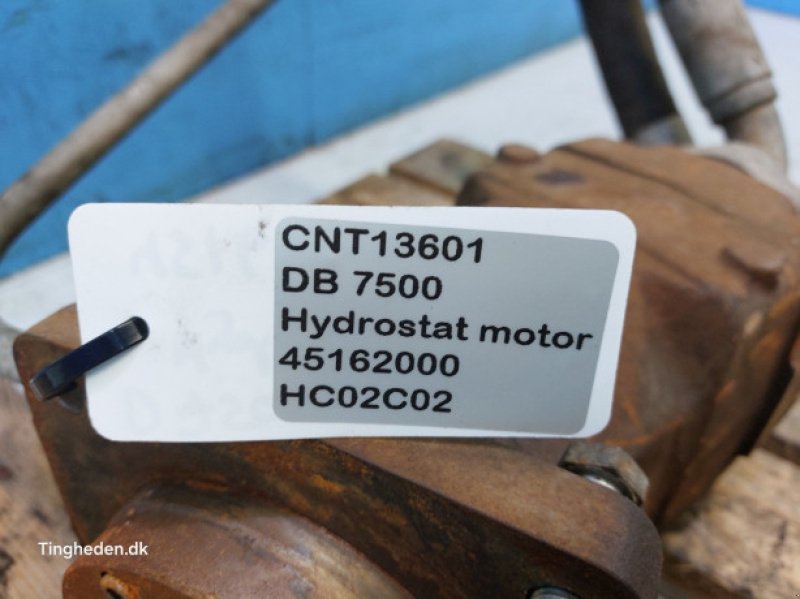 CNT13601
DB 7500
Hydrostat motor
45162000
HC02C02
Tingheden.dk